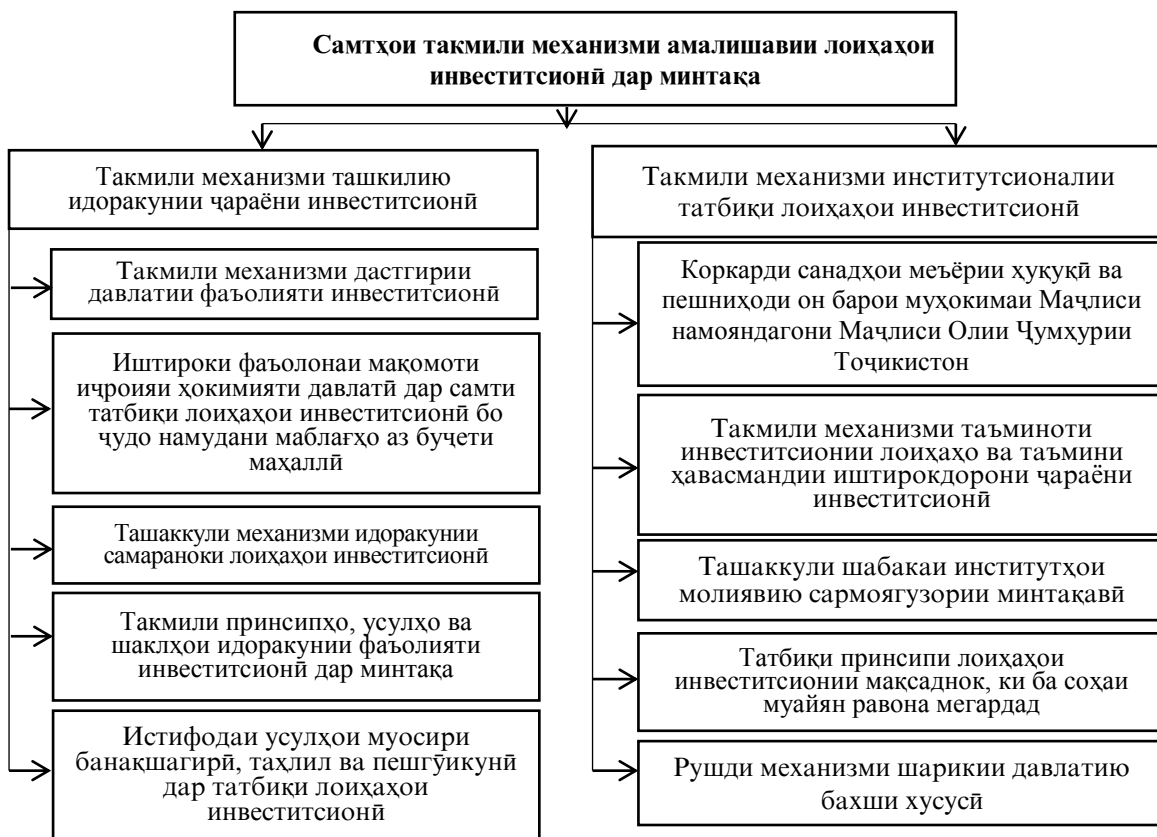 Самтҳои такмили механизми амалишавии лоиҳаҳои
инвеститсионӣ дар минтақа
Такмили механизми ташкилию
идоракунии ҷараёни инвеститсионӣ
Такмили механизми дастгирии
давлатии фаъолияти инвеститсионӣ
Иштироки фаъолонаи мақомоти
иҷроияи ҳокимияти давлатӣ дар самти
татбиқи лоиҳаҳои инвеститсионӣ бо
ҷудо намудани маблағҳо аз буҷети
маҳаллӣ
Ташаккули механизми идоракунии
самараноки лоиҳаҳои инвеститсионӣ
Такмили принсипҳо, усулҳо ва
шаклҳои идоракунии фаъолияти
инвеститсионӣ дар минтақа
Истифодаи усулҳои муосири
банақшагирӣ, таҳлил ва пешгӯикунӣ
дар татбиқи лоиҳаҳои
инвеститсионӣ
Такмили механизми институтсионалии
татбиқи лоиҳаҳои инвеститсионӣ
Коркарди санадҳои меъёрии ҳуқуқӣ ва
пешниҳоди он барои муҳокимаи Маҷлиси
намояндагони Маҷлиси Олии Ҷумҳурии
Тоҷикистон
Такмили механизми таъминоти
инвеститсионии лоиҳаҳо ва таъмини
ҳавасмандии иштирокдорони ҷараёни
инвеститсионӣ
Ташаккули шабакаи институтҳои
молиявию сармоягузории минтақавӣ
Татбиқи принсипи лоиҳаҳои
инвеститсионии мақсаднок, ки ба соҳаи
муайян равона мегардад
Рушди механизми шарикии давлатию
бахши хусусӣ